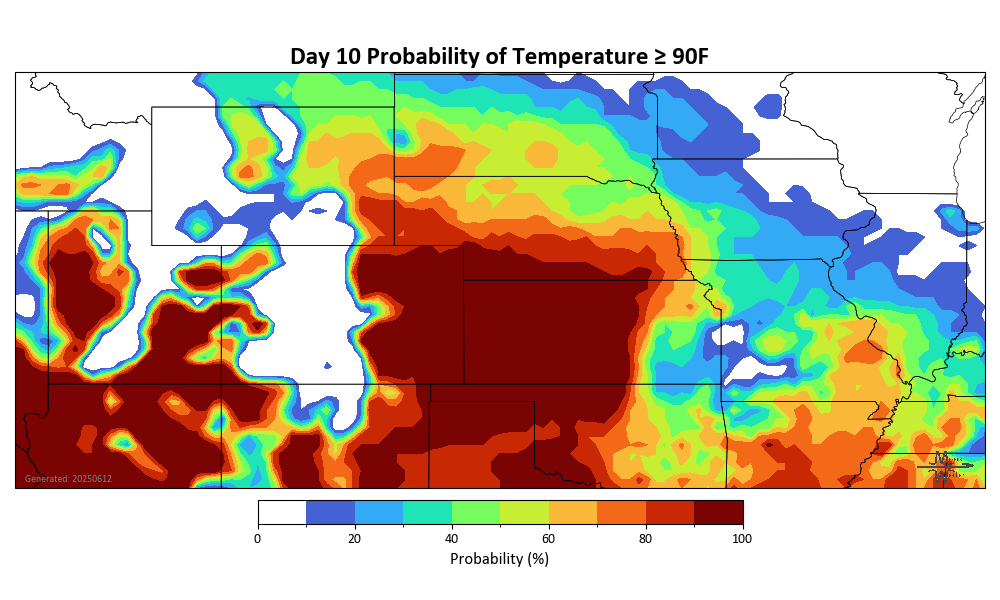 Day 10 Probability of Temperature ≥ 90F
Generated: 20250612
0 20 40 60 80 100
Probability (%)